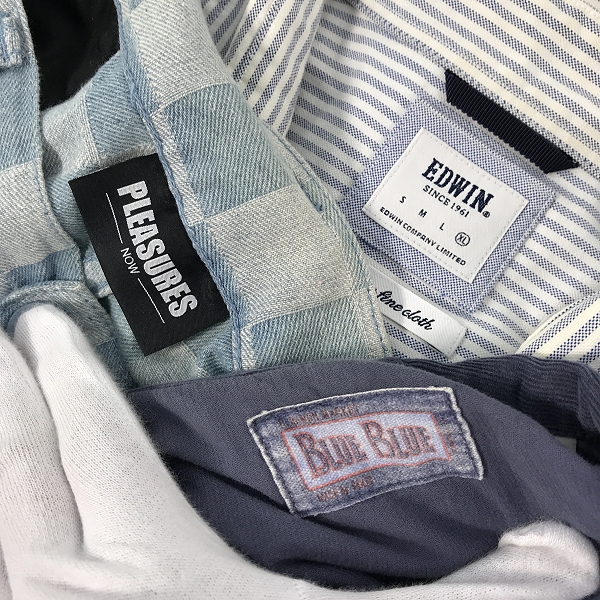 PLEASURES
NOW
EDWIN®
SINCE 1961
S M L XL
EDWIN COMPANY LIMITED
fine cloth
BLUE BLUE